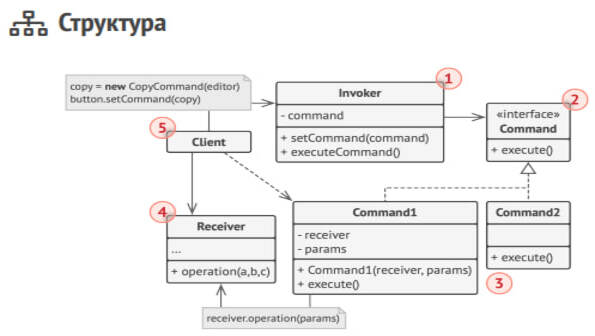 Структура
copy = new CopyCommand(editor)
button.setCommand(copy)
1
Invoker
- command
+ setCommand(command)
+ executeCommand()
2
«interface»
Command
+ execute()
5
Client
4
Receiver
...
+ operation(a,b,c)
Command1
- receiver
- params
+ Command1(receiver, params)
+ execute()
Command2
+ execute()
3
receiver.operation(params)